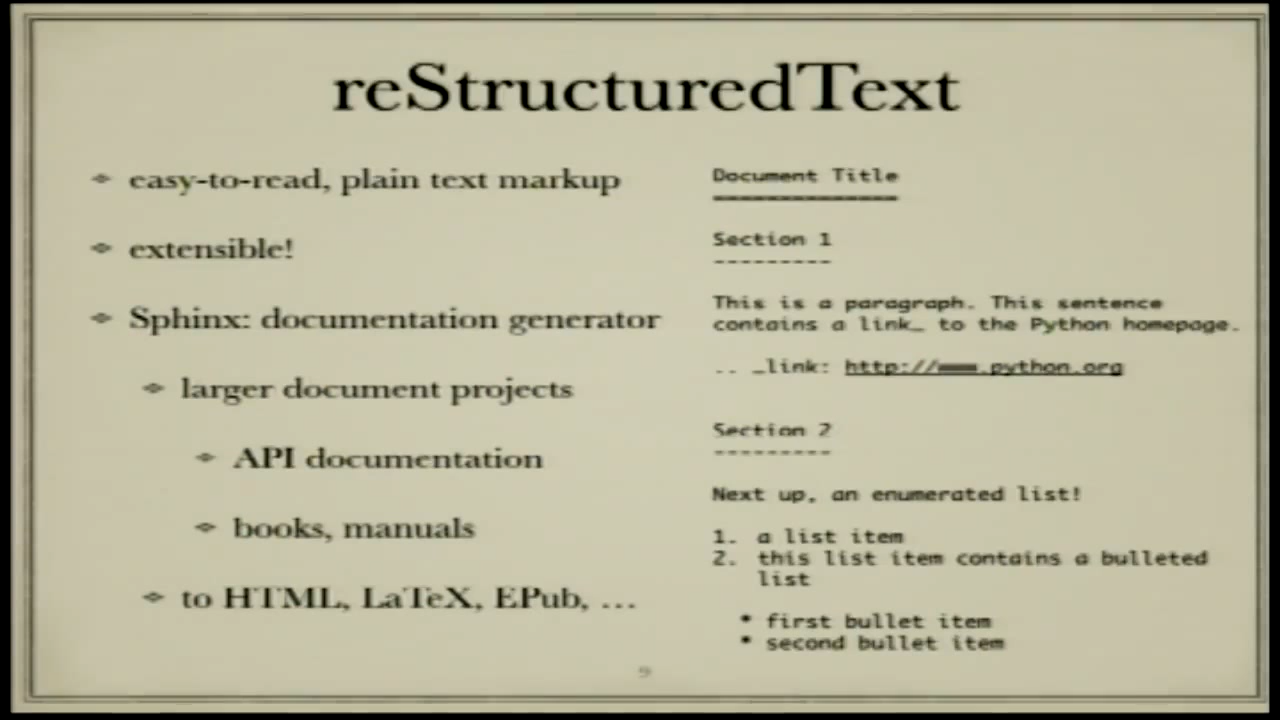 reStructuredText
easy-to-read, plain text markup
extensible!
Sphinx: documentation generator
larger document projects
API documentation
books, manuals
to HTML, LaTeX, EPub, …
Document Title
==============
Section 1
---------
This is a paragraph. This sentence
contains a link_ to the Python homepage.
.. _link: http://www.python.org
Section 2
---------
Next up, an enumerated list!
1. a list item
2. this list item contains a bulleted
list
* first bullet item
* second bullet item
9